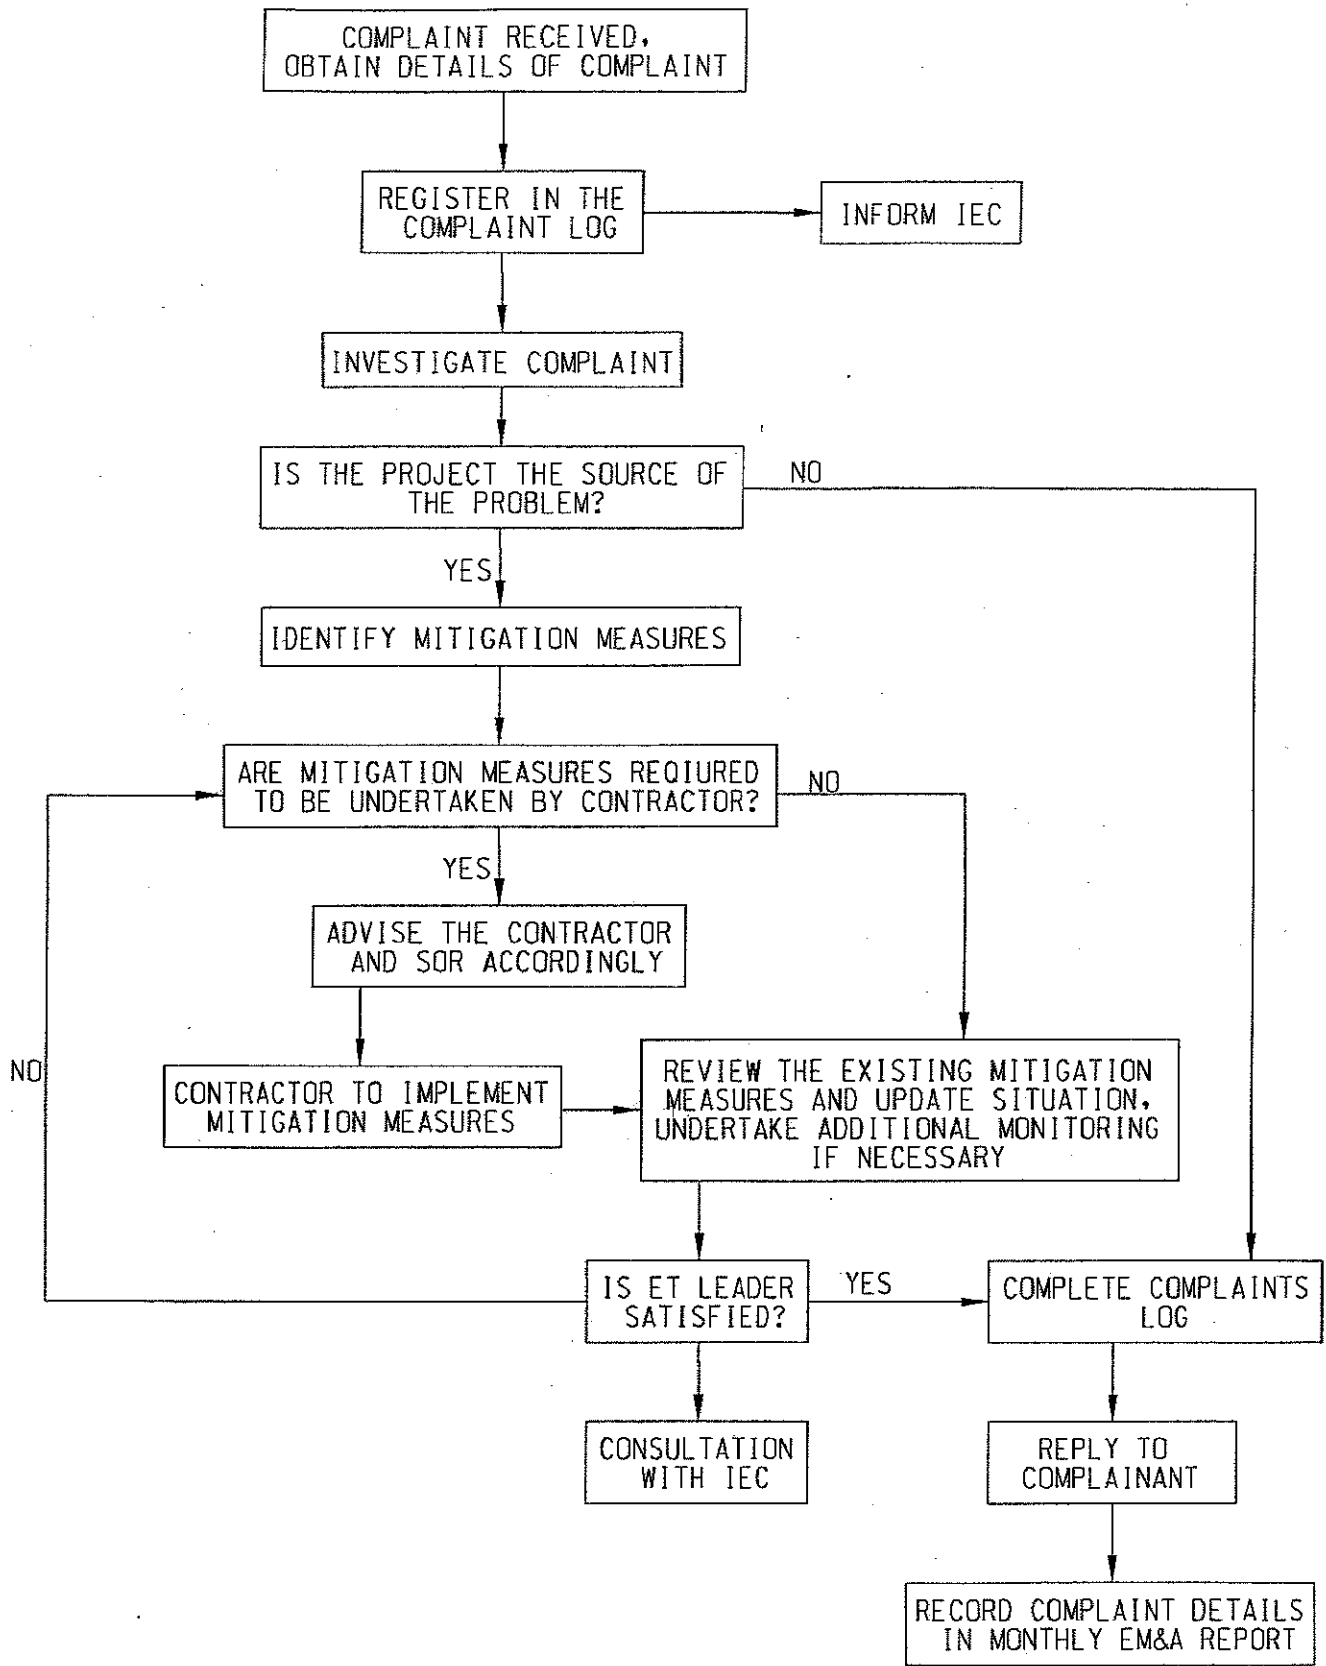 COMPLAINT RECEIVED,
OBTAIN DETAILS OF COMPLAINT
REGISTER IN THE
COMPLAINT LOG
INFORM IEC
INVESTIGATE COMPLAINT
IS THE PROJECT THE SOURCE OF
THE PROBLEM?
NO
YES
IDENTIFY MITIGATION MEASURES
ARE MITIGATION MEASURES REQIURED
TO BE UNDERTAKEN BY CONTRACTOR?
NO
YES
ADVISE THE CONTRACTOR
AND SOR ACCORDINGLY
NO
CONTRACTOR TO IMPLEMENT
MITIGATION MEASURES
REVIEW THE EXISTING MITIGATION
MEASURES AND UPDATE SITUATION,
UNDERTAKE ADDITIONAL MONITORING
IF NECESSARY
IS ET LEADER
SATISFIED?
YES
COMPLETE COMPLAINTS
LOG
CONSULTATION
WITH IEC
REPLY TO
COMPLAINANT
RECORD COMPLAINT DETAILS
IN MONTHLY EM&A REPORT